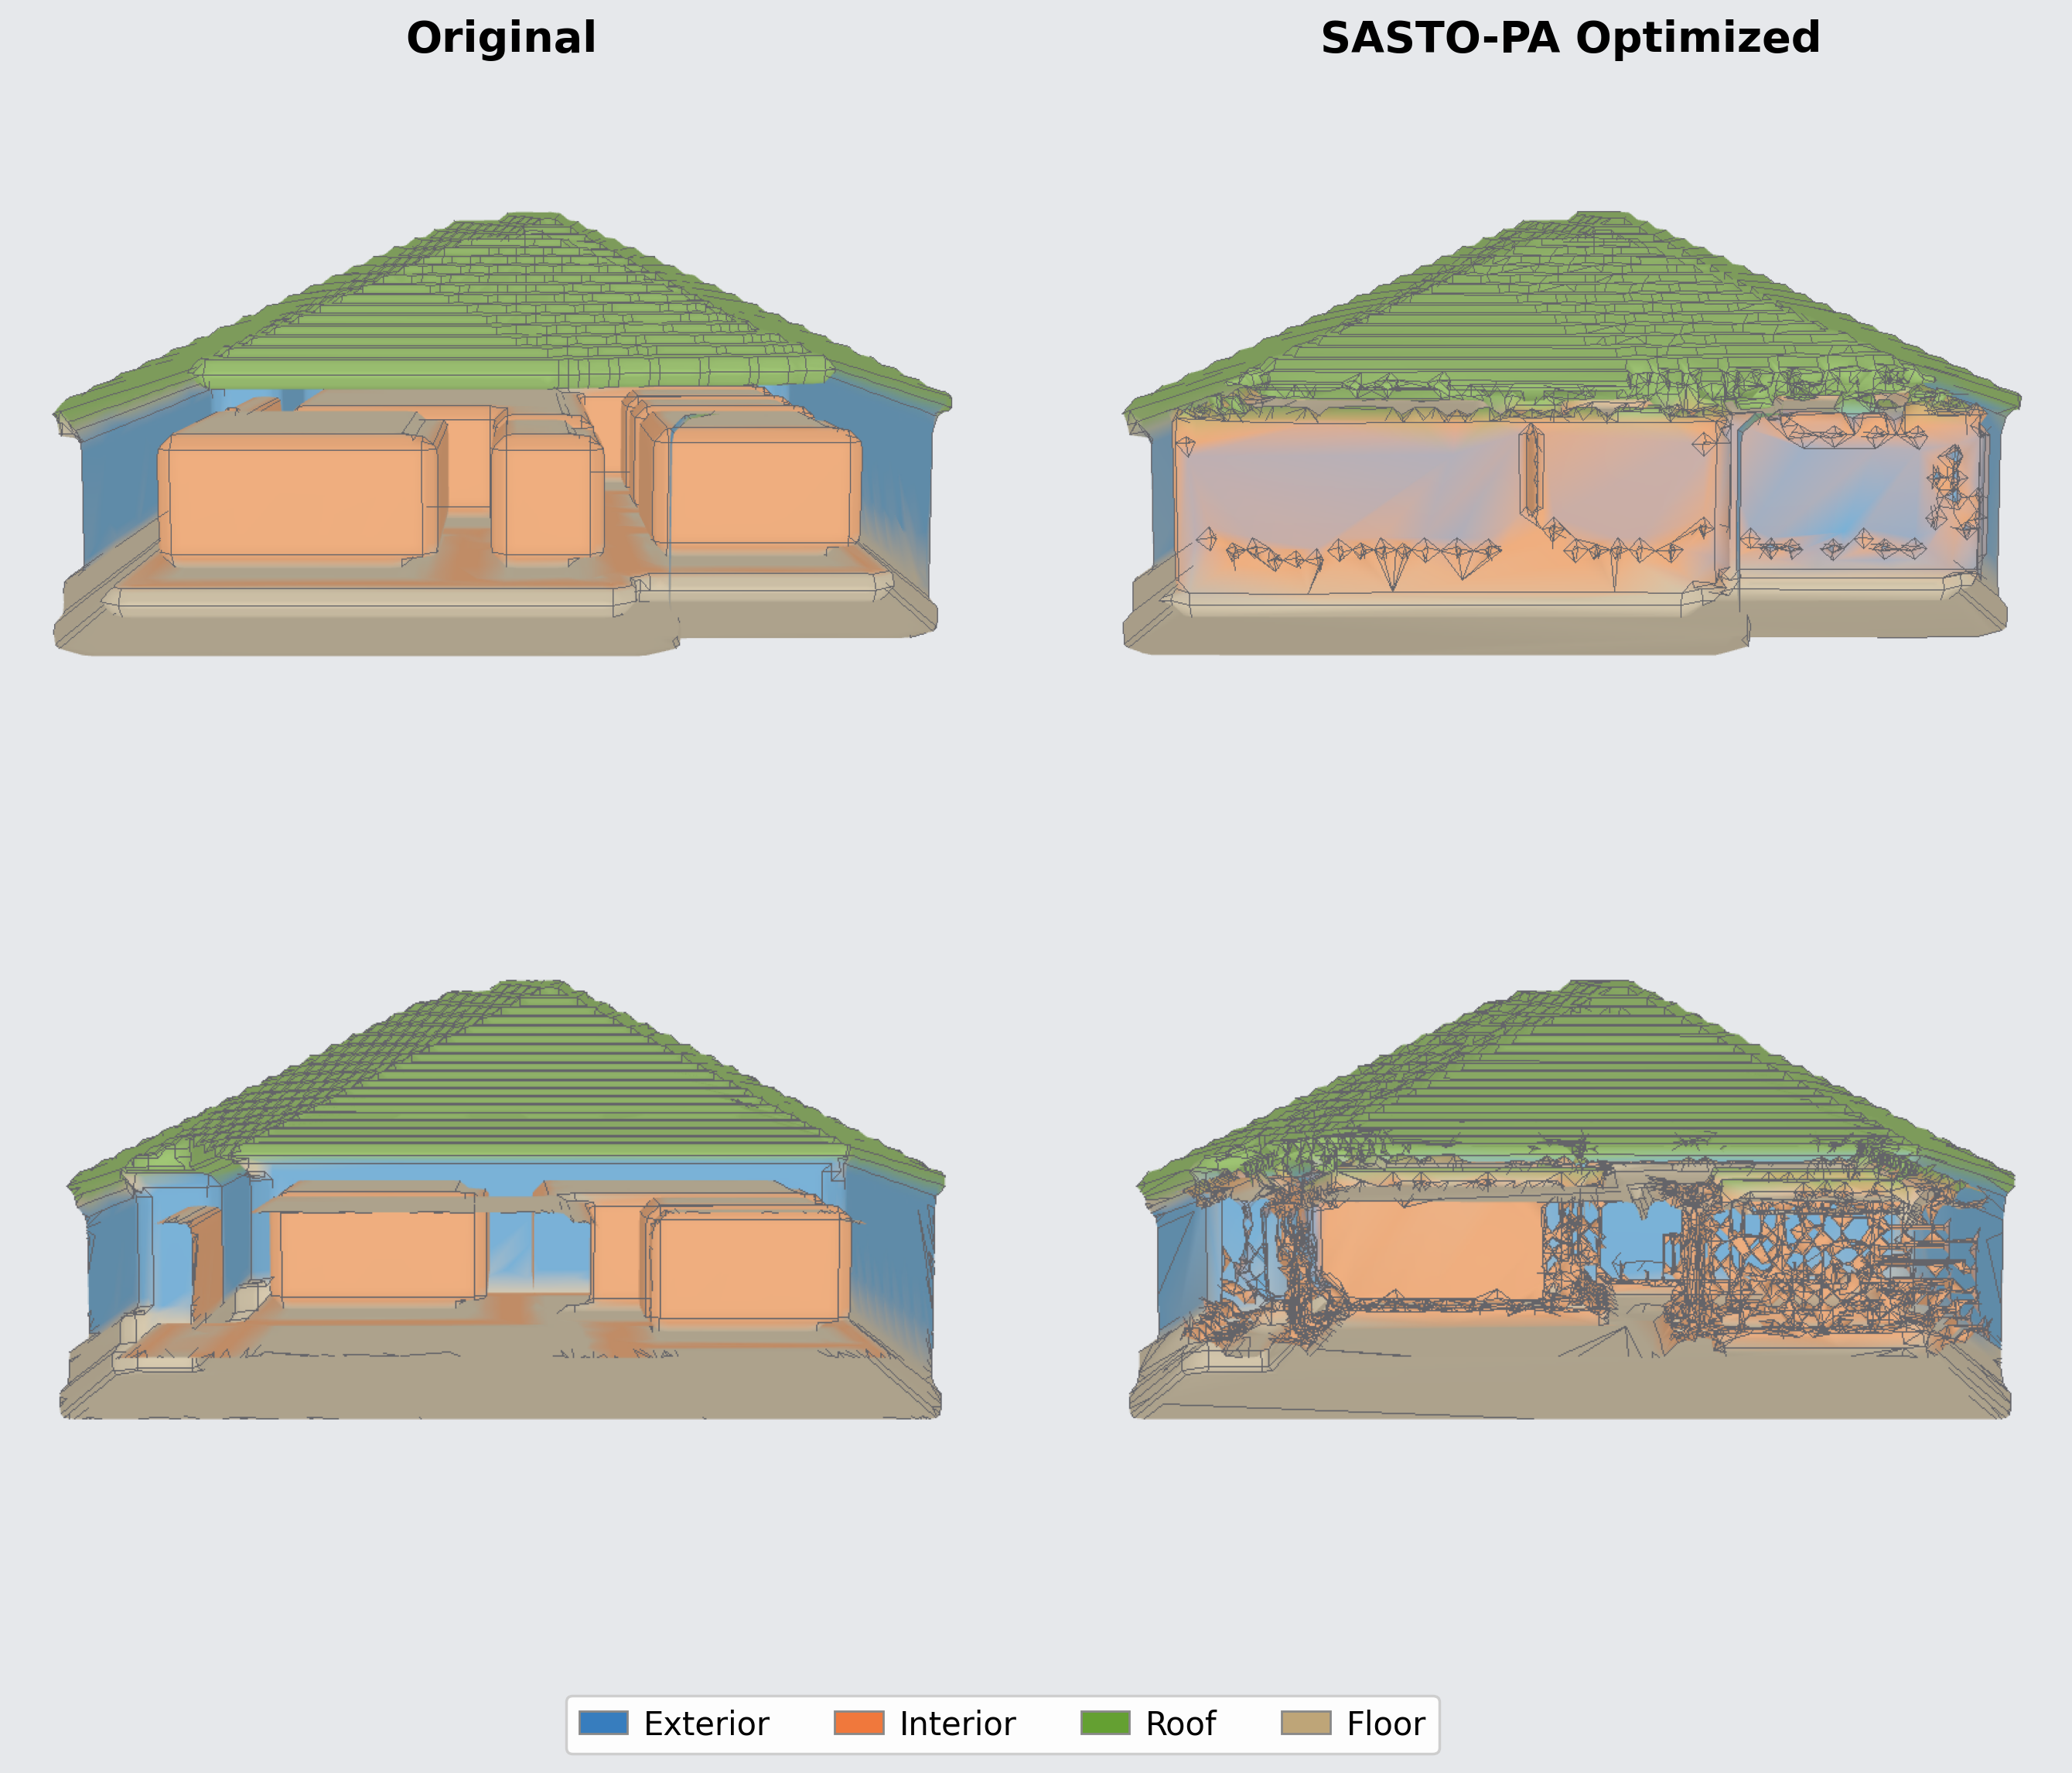 Original
SASTO-PA Optimized
Exterior
Interior
Roof
Floor